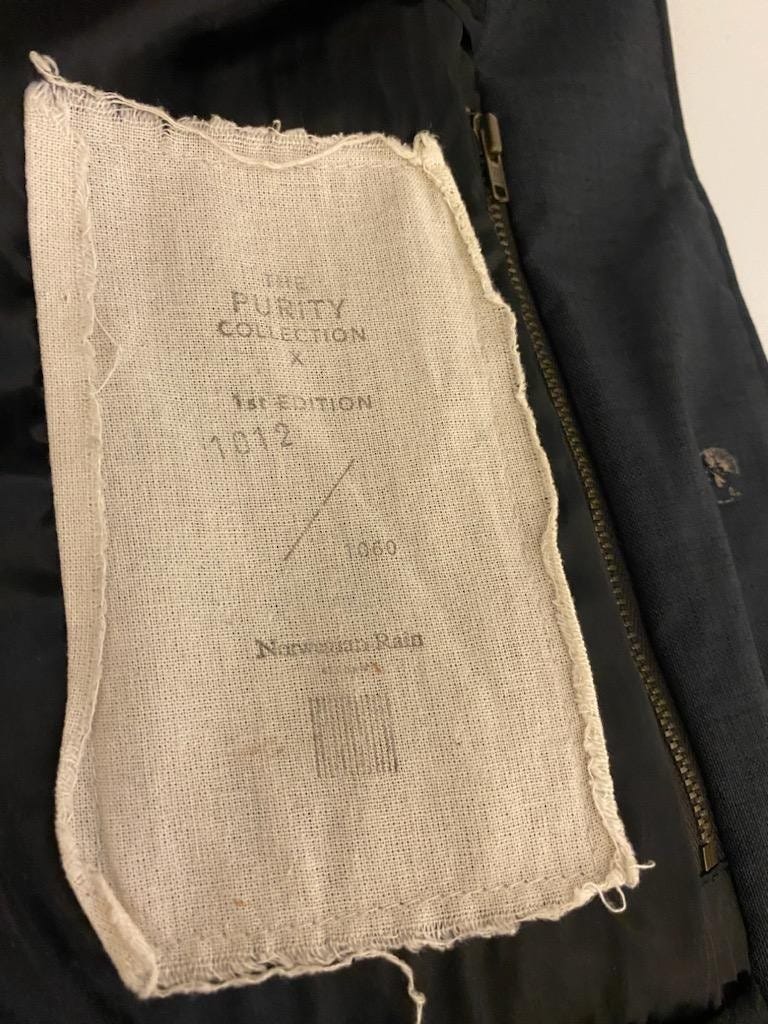 THE
PURITY
COLLECTION
X
1st EDITION
1012
/
1060
Norwegian Rain